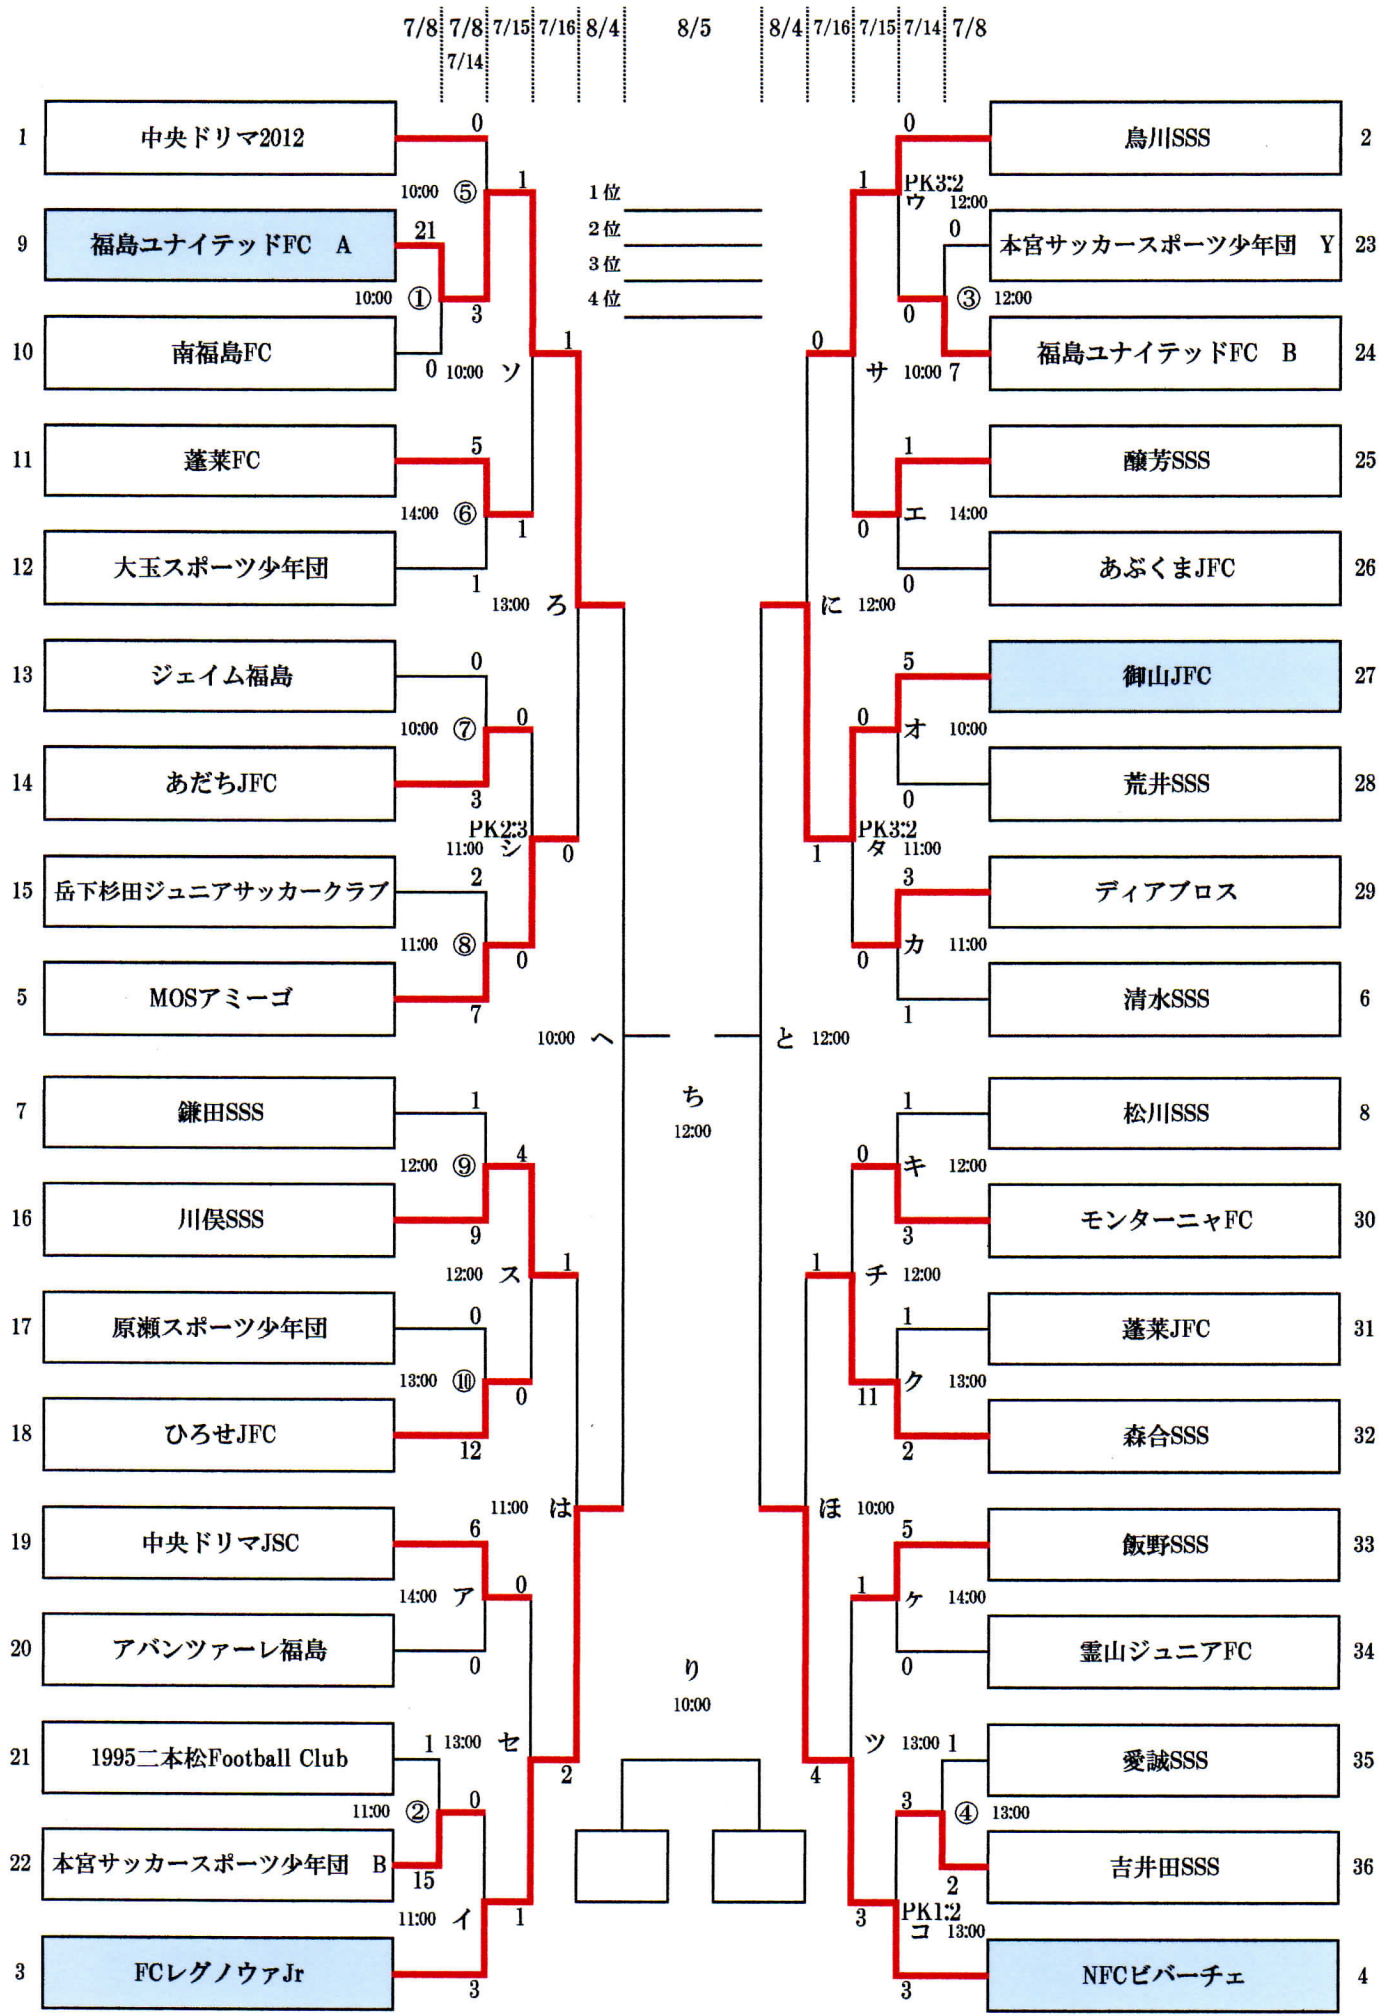 7/8 7/8 7/15 7/16 8/4 8/5 8/4 7/16 7/15 7/14 7/8
7/14
1 中央ドリマ2012 0 0 鳥川SSS 2
10:00 ⑤ 1 1位 1 PK3:2
ウ 12:00
9 福島ユナイテッドFC A 21 2位 0 本宮サッカースポーツ少年団 Y 23
3位
10:00 ① 3 4位 0 ③ 12:00
10 南福島FC 0 10:00 ソ 1 0 サ 10:00 7 福島ユナイテッドFC B 24
11 蓬莱FC 5 1 醸芳SSS 25
14:00 ⑥ 1 0 エ 14:00
12 大玉スポーツ少年団 1 0 あぶくまJFC 26
13:00 ろ に 12:00
13 ジェイム福島 0 5 御山JFC 27
10:00 ⑦ 0 0 オ 10:00
14 あだちJFC 3 0 荒井SSS 28
PK2:3 PK3:2
11:00 シ 0 1 タ 11:00
15 岳下杉田ジュニアサッカークラブ 2 3 ディアブロス 29
11:00 ⑧ 0 0 カ 11:00
5 MOSアミーゴ 7 1 清水SSS 6
10:00 へ と 12:00
7 鎌田SSS 1 ち 1 松川SSS 8
12:00
12:00 ⑨ 4 0 キ 12:00
16 川俣SSS 9 3 モンターニャFC 30
12:00 ス 1 1 チ 12:00
17 原瀬スポーツ少年団 0 1 蓬莱JFC 31
13:00 ⑩ 0 11 ク 13:00
18 ひろせJFC 12 2 森合SSS 32
11:00 は ほ 10:00
19 中央ドリマJSC 6 5 飯野SSS 33
14:00 ア 0 1 ケ 14:00
20 アバンツァーレ福島 0 り 0 霊山ジュニアFC 34
10:00
21 1995二本松Football Club 1 13:00 セ 2 4 ツ 13:00 1 愛誠SSS 35
11:00 ② 0 3 ④ 13:00
22 本宮サッカースポーツ少年団 B 15 2 吉井田SSS 36
11:00 イ 1 3 PK1:2
コ 13:00
3 FCレグノウァJr 3 3 NFCビバーチェ 4